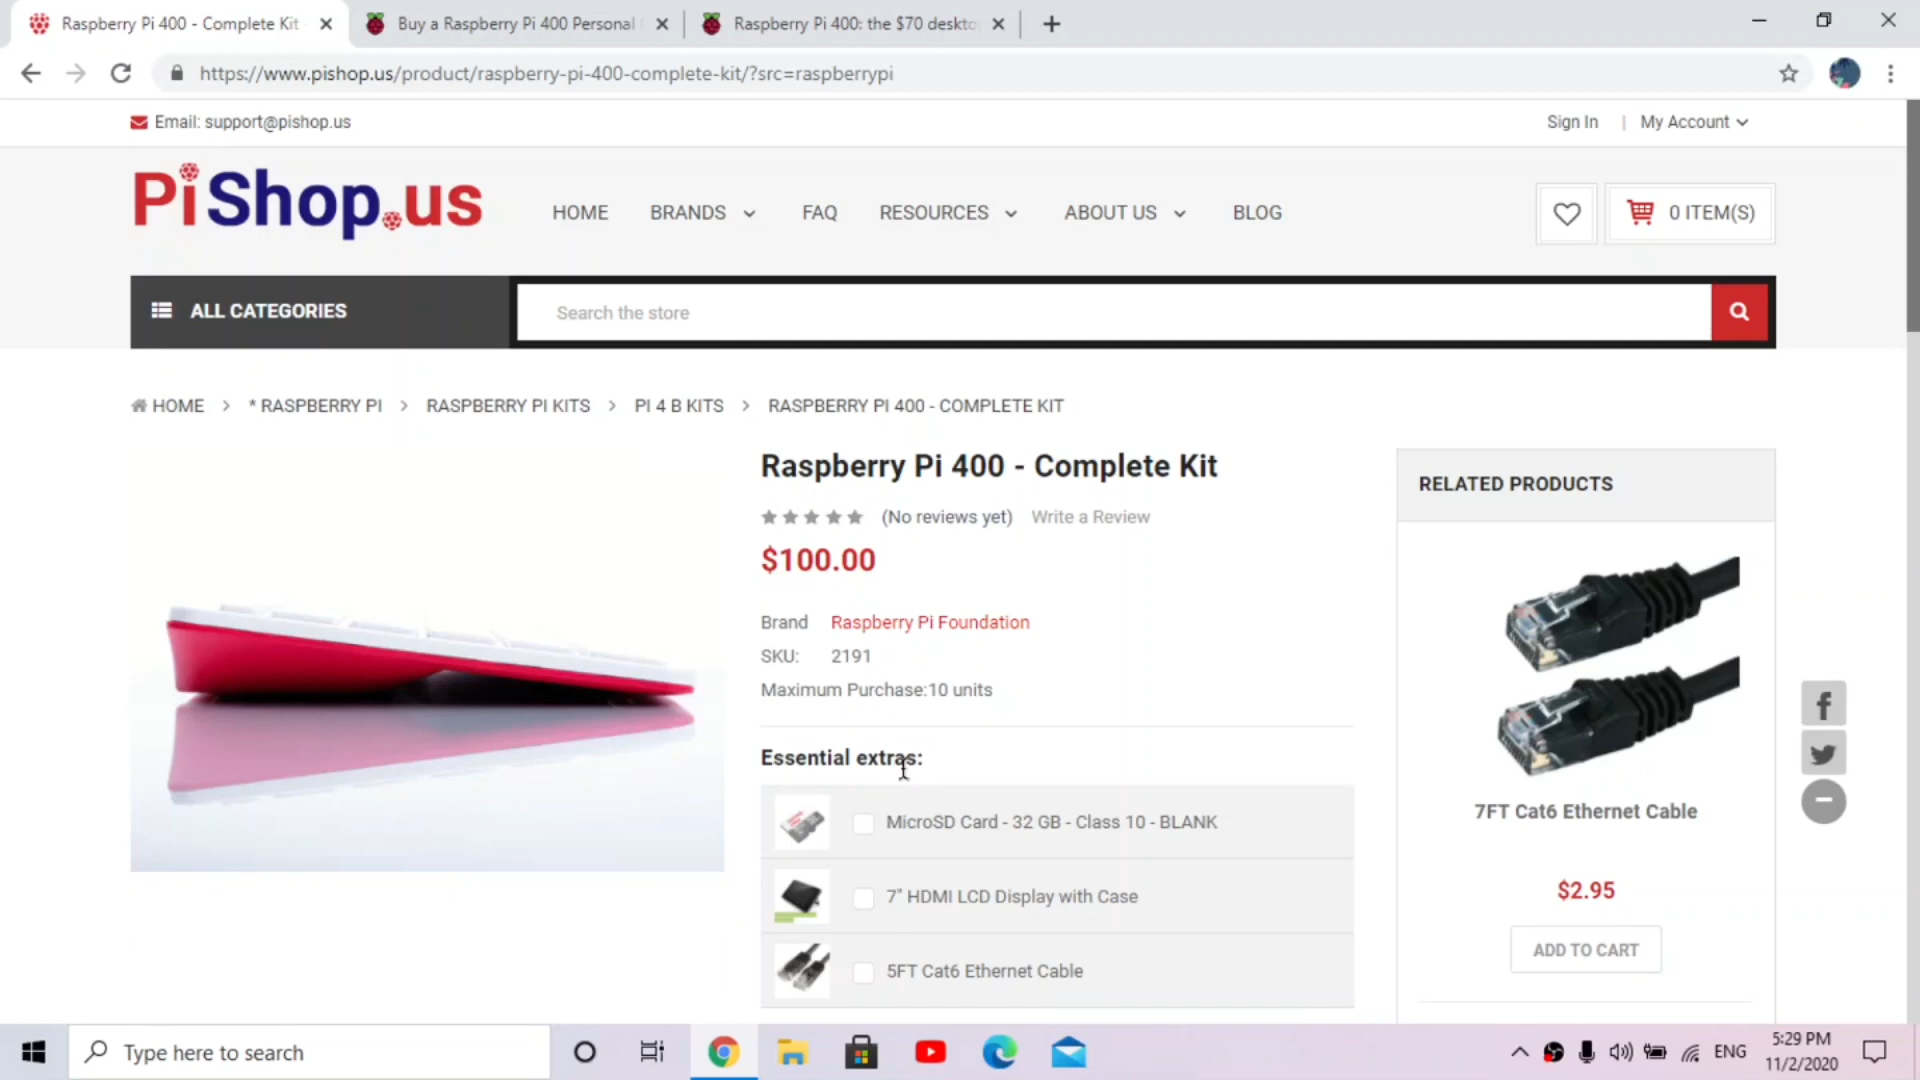 Raspberry Pi 400 - Complete Kit
Buy a Raspberry Pi 400 Personal
Raspberry Pi 400: the $70 deskto
https://www.pishop.us/product/raspberry-pi-400-complete-kit/?src=raspberrypi
Email: support@pishop.us
Sign In | My Account
PiShop.us
HOME BRANDS FAQ RESOURCES ABOUT US BLOG
0 ITEM(S)
ALL CATEGORIES
Search the store
HOME > * RASPBERRY PI > RASPBERRY PI KITS > PI 4 B KITS > RASPBERRY PI 400 - COMPLETE KIT
Raspberry Pi 400 - Complete Kit
(No reviews yet) Write a Review
$100.00
Brand Raspberry Pi Foundation
SKU: 2191
Maximum Purchase:10 units
Essential extras:
MicroSD Card - 32 GB - Class 10 - BLANK
7" HDMI LCD Display with Case
5FT Cat6 Ethernet Cable
RELATED PRODUCTS
7FT Cat6 Ethernet Cable
$2.95
ADD TO CART
Type here to search
ENG
5:29 PM
11/2/2020